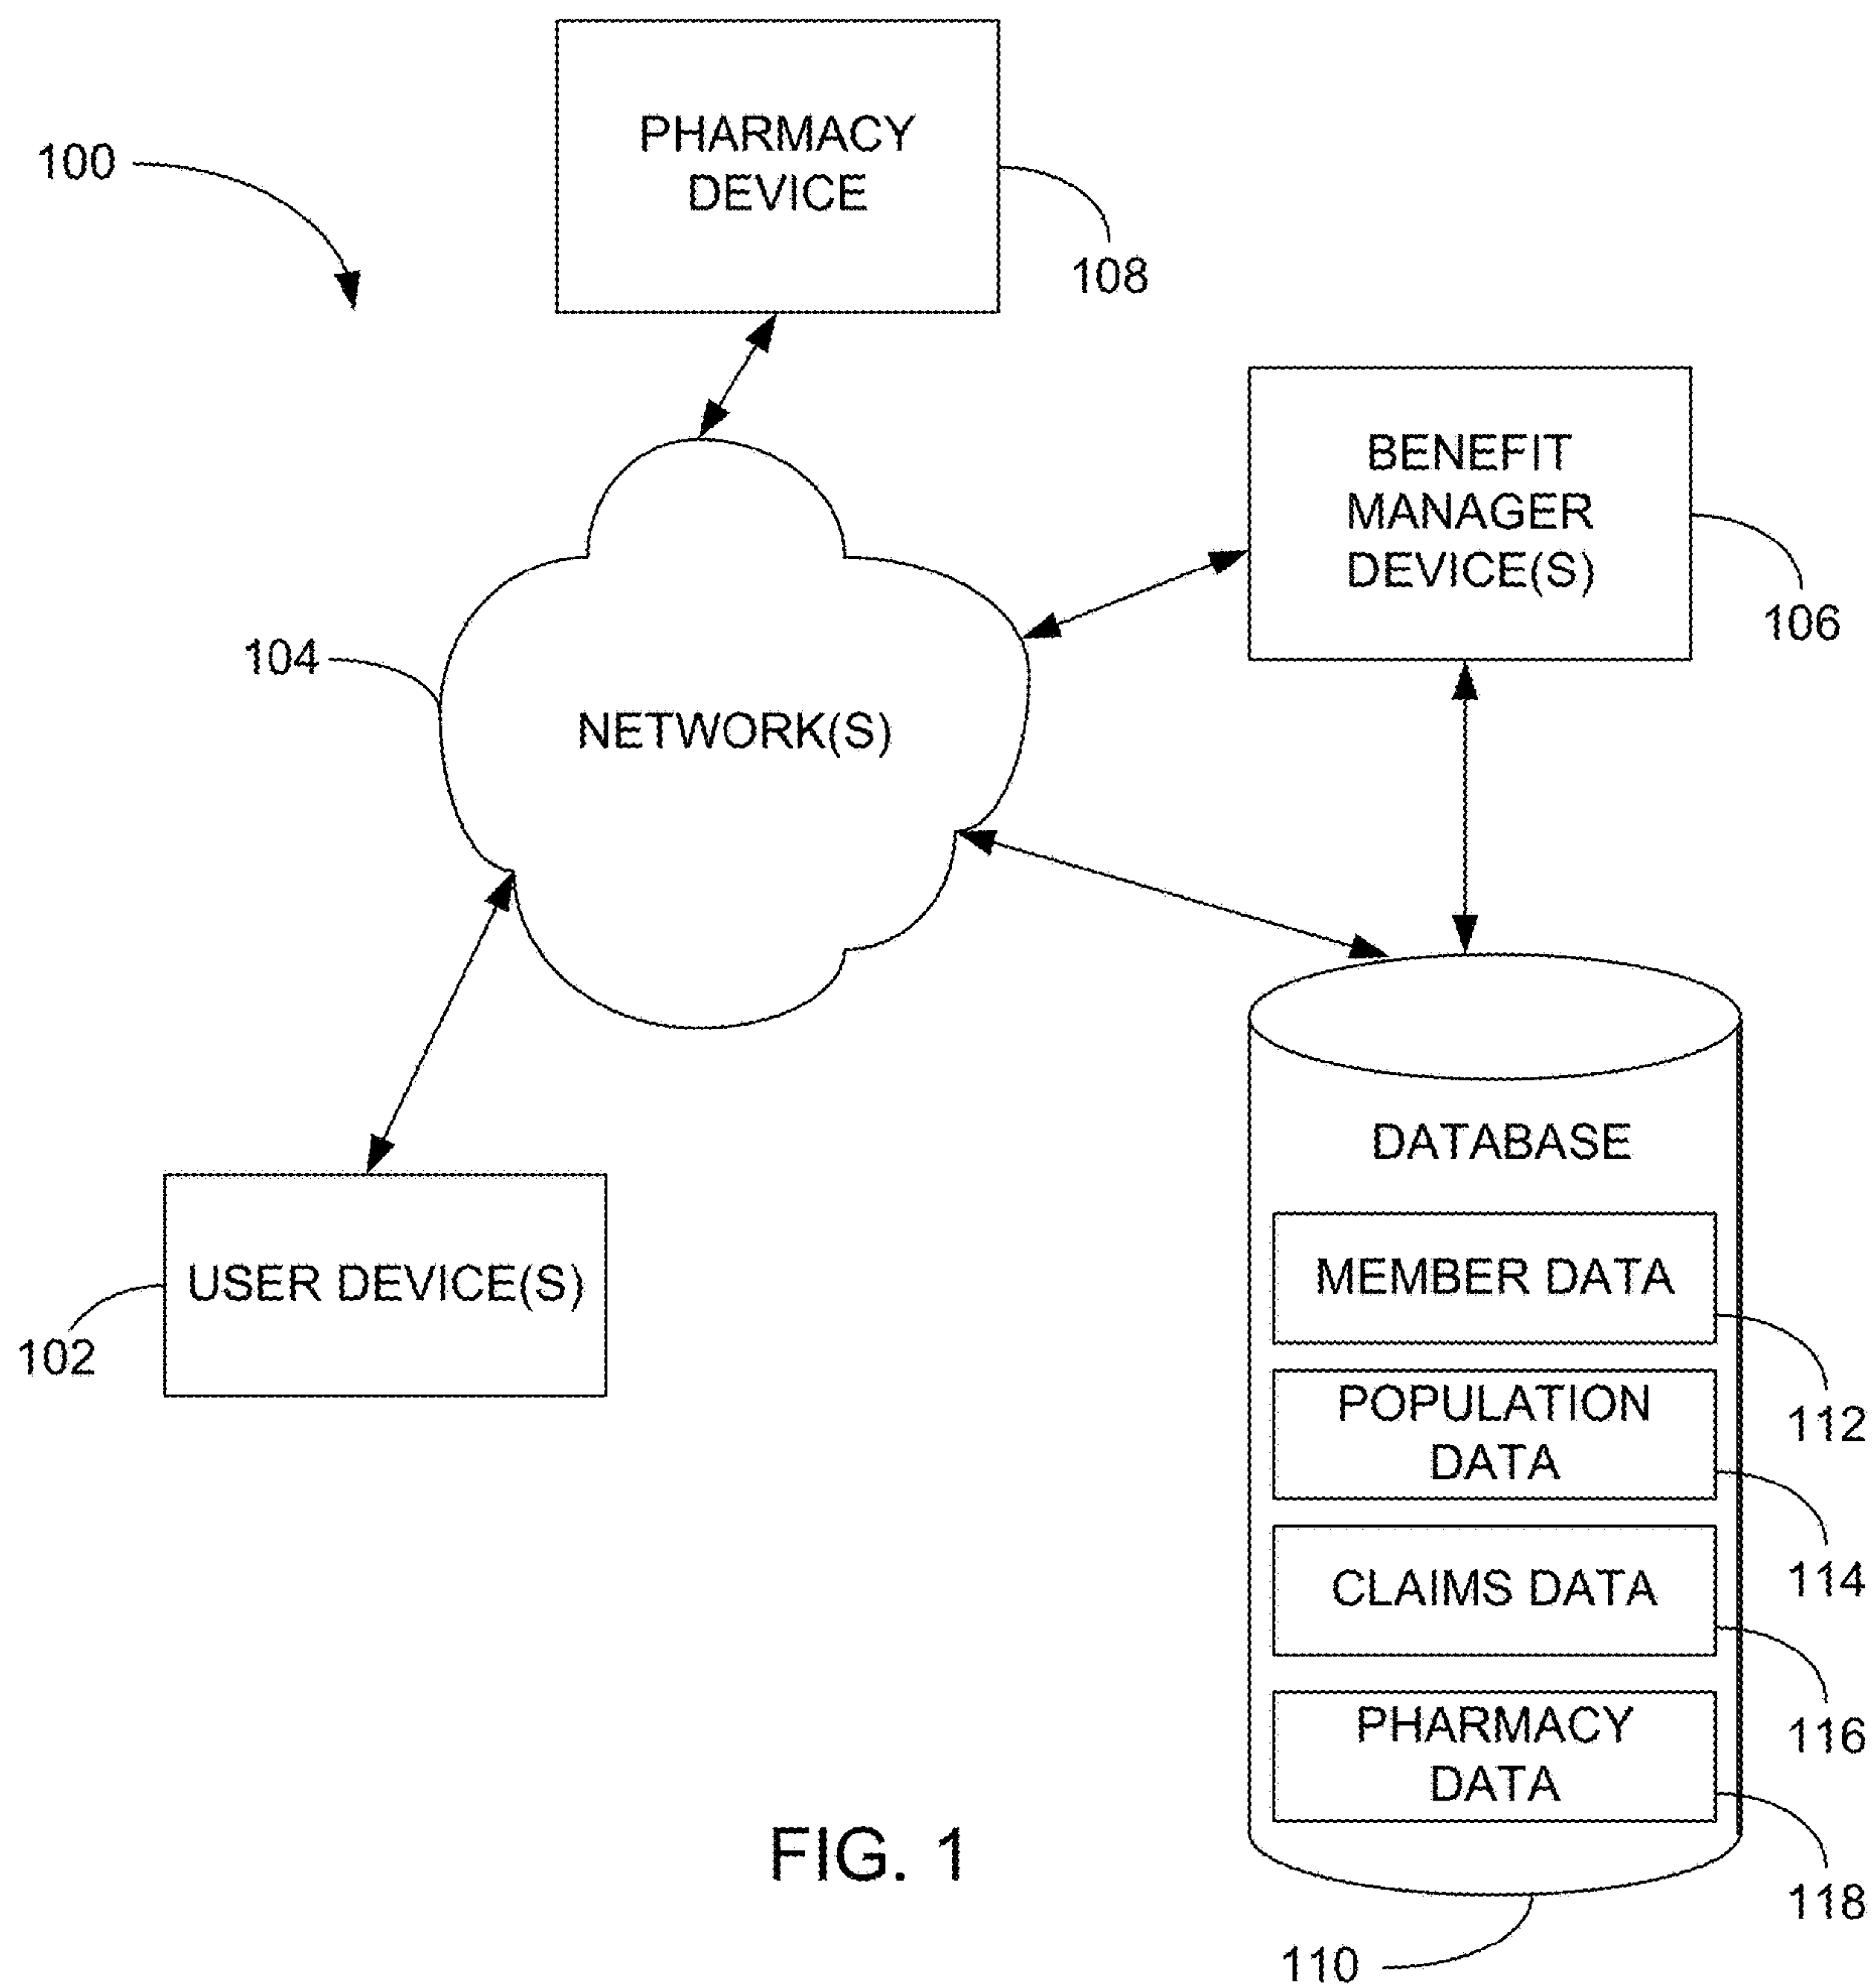 PHARMACY
DEVICE
100
108
BENEFIT
MANAGER
DEVICE(S)
106
104
NETWORK(S)
DATABASE
USER DEVICE(S)
102
MEMBER DATA
112
POPULATION
DATA
114
CLAIMS DATA
116
PHARMACY
DATA
118
110
FIG. 1